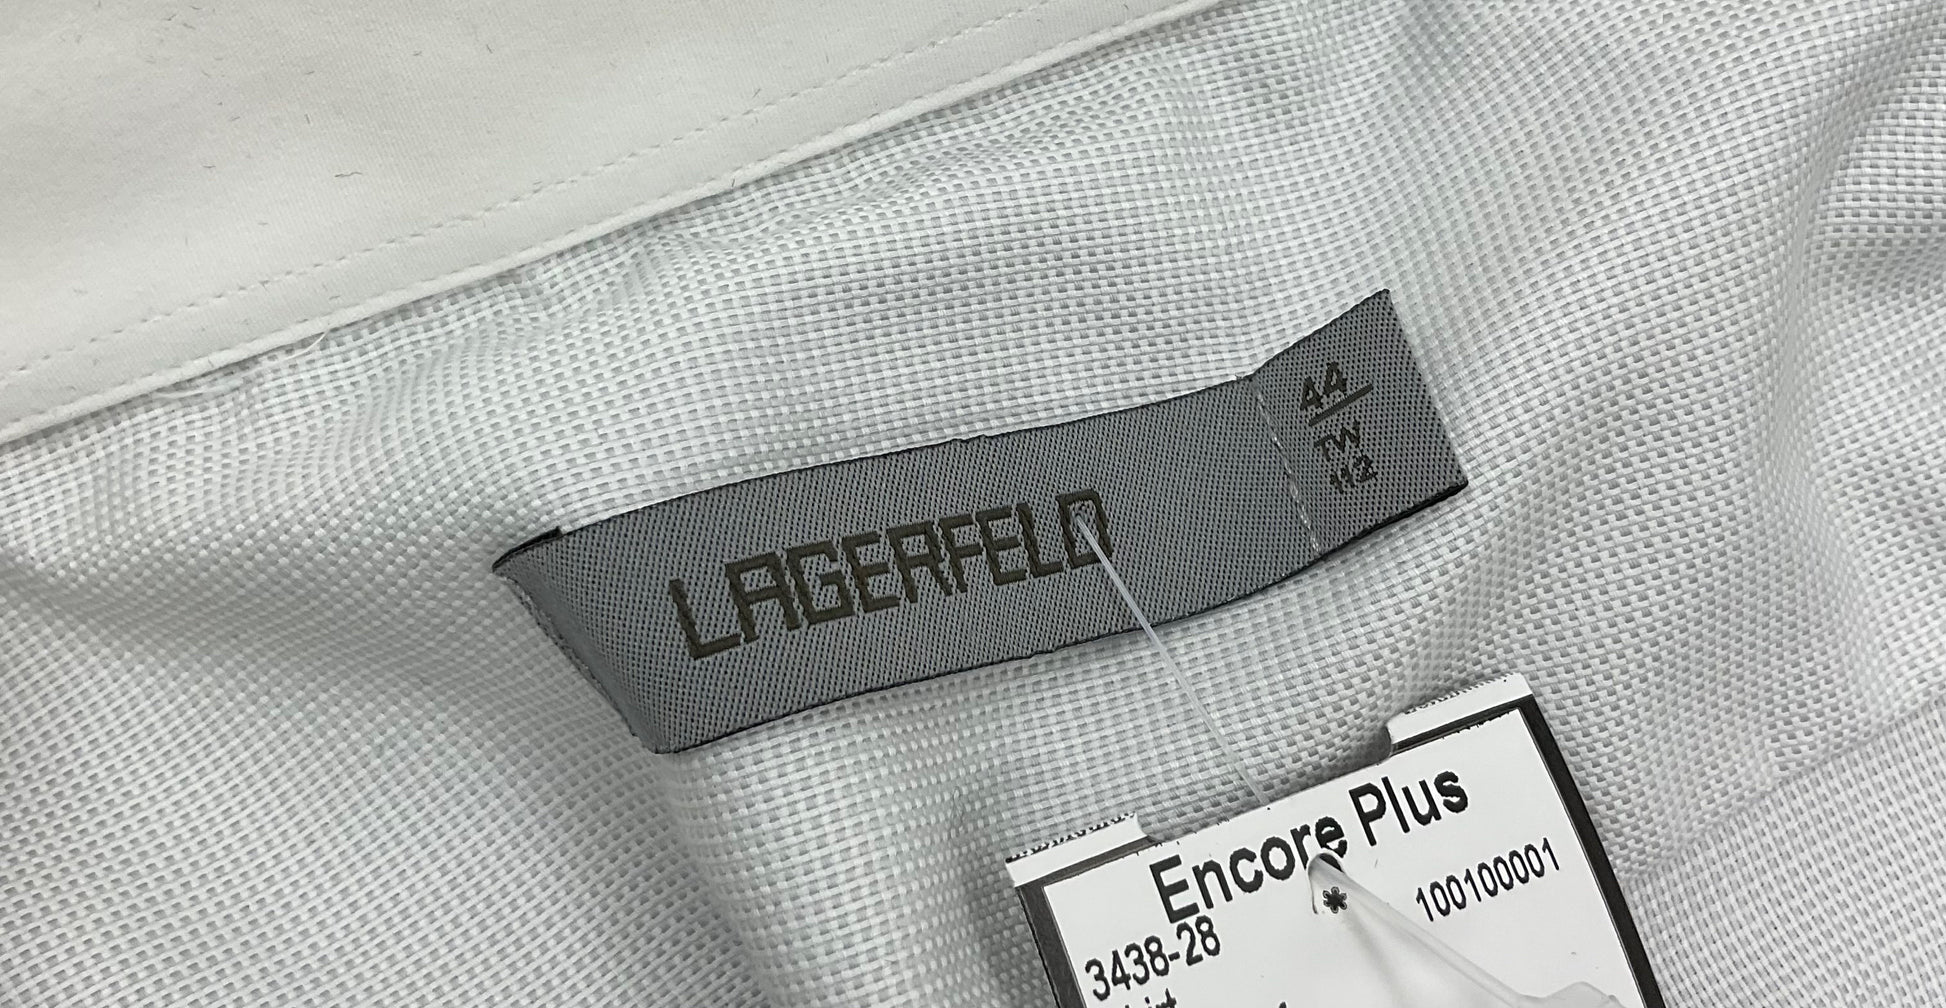 LAGERFELD
44
TW
112
Encore Plus
* 100100001
3438-28